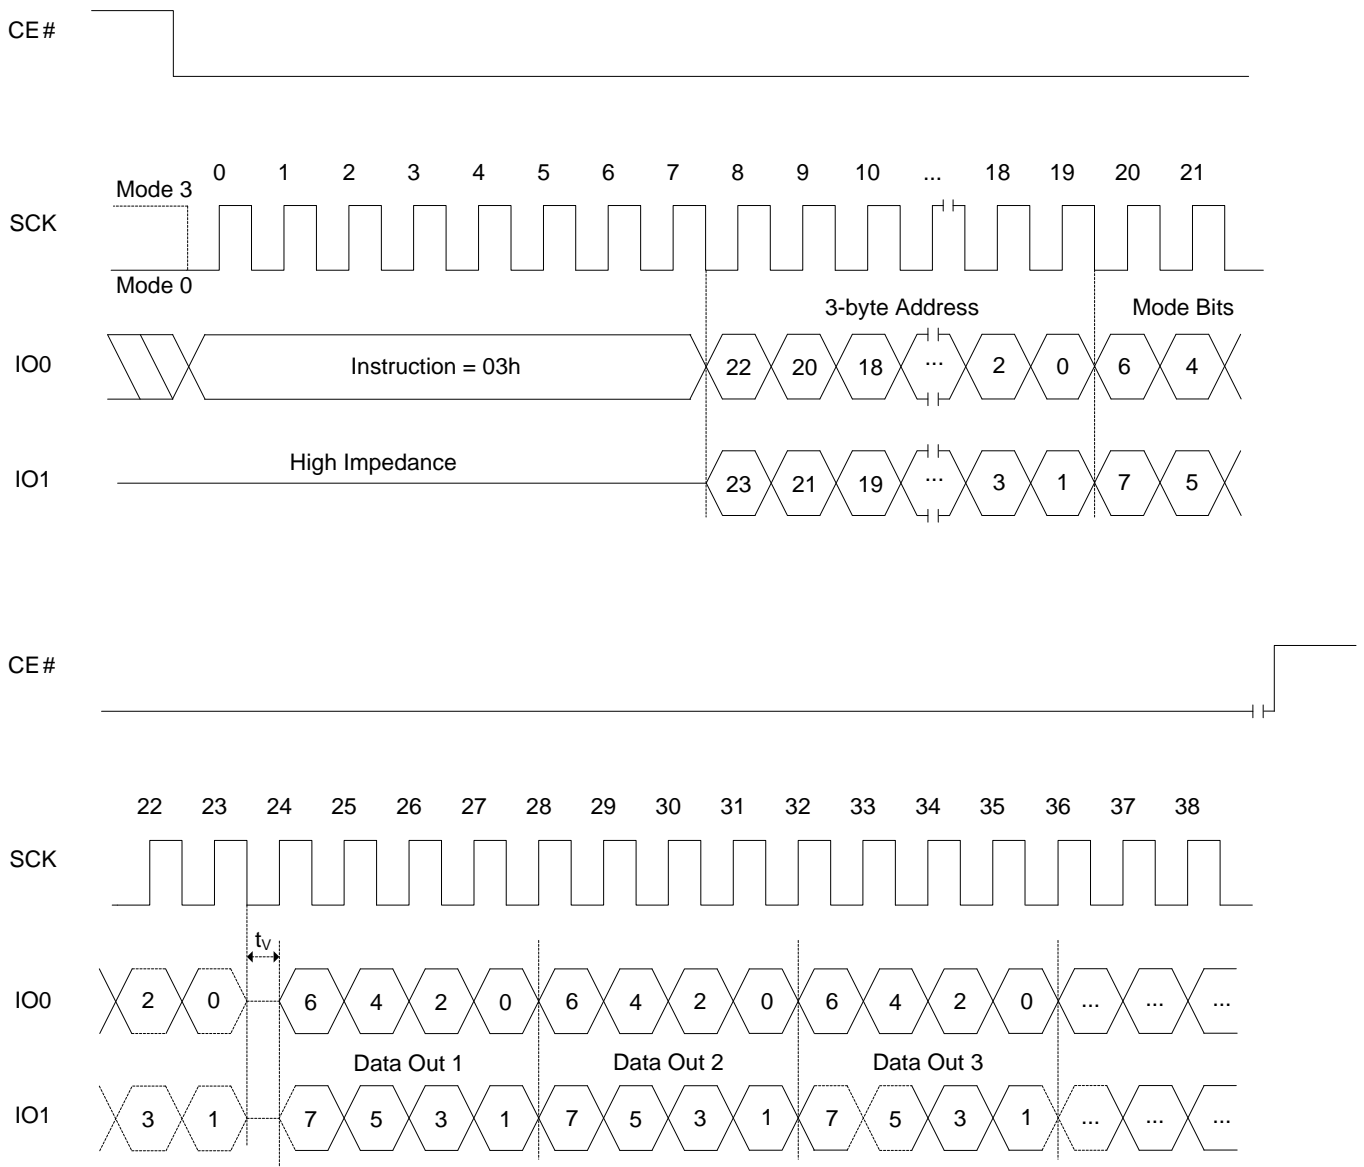 CE#
0 1 2 3 4 5 6 7 8 9 10 ... 18 19 20 21
Mode 3
SCK
Mode 0
3-byte Address Mode Bits
IO0 Instruction = 03h 22 20 18 ... 2 0 6 4
High Impedance
IO1 23 21 19 ... 3 1 7 5
CE#
22 23 24 25 26 27 28 29 30 31 32 33 34 35 36 37 38
SCK
tV
IO0 2 0 6 4 2 0 6 4 2 0 6 4 2 0 ... ... ...
Data Out 1 Data Out 2 Data Out 3
IO1 3 1 7 5 3 1 7 5 3 1 7 5 3 1 ... ... ...